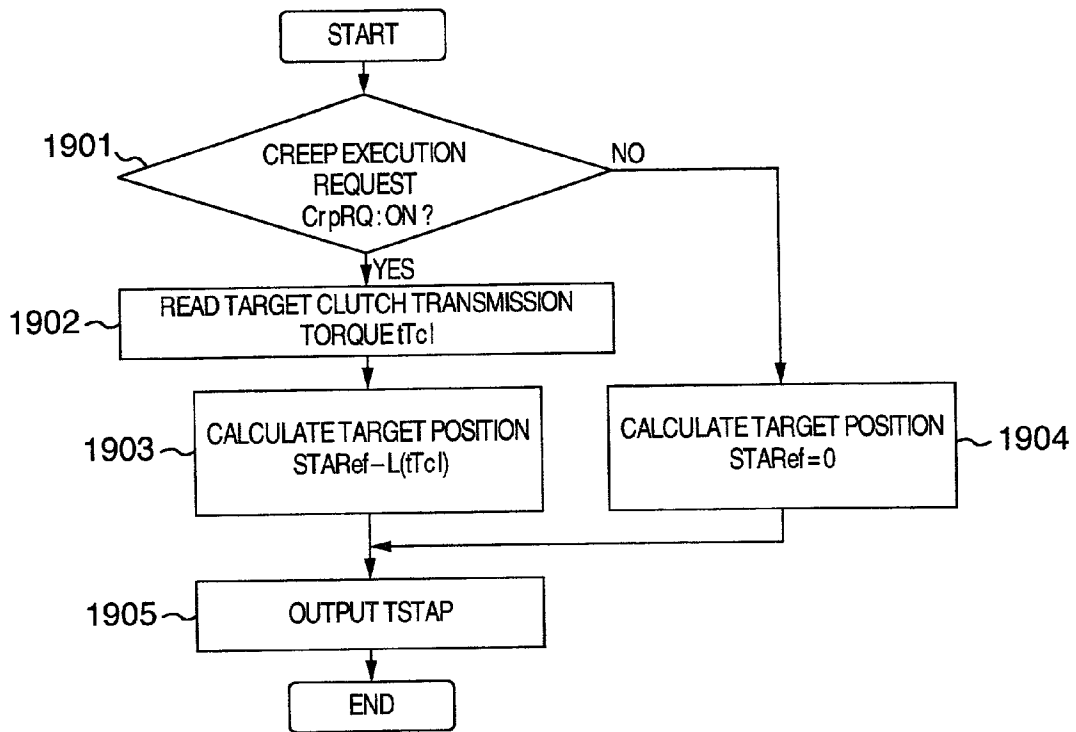 START
1901
CREEP EXECUTION
REQUEST
CrpRQ:ON?
NO
YES
1902
READ TARGET CLUTCH TRANSMISSION
TORQUE tTcl
1903
CALCULATE TARGET POSITION
STARef-L(tTcl)
CALCULATE TARGET POSITION
STARef=0
1904
1905
OUTPUT TSTAP
END